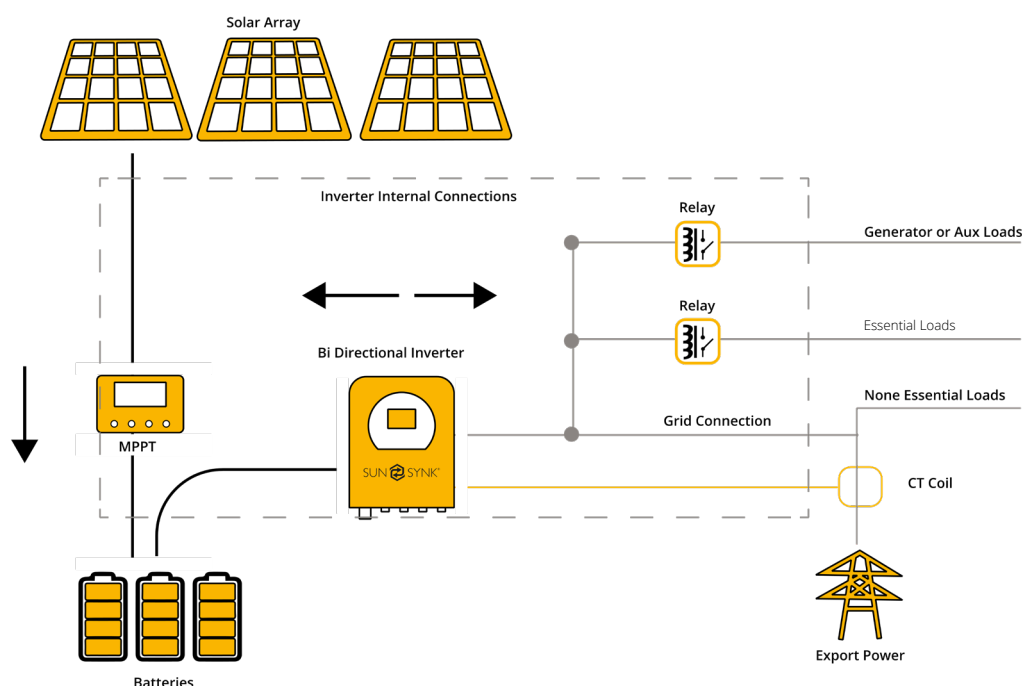 Solar Array
Inverter Internal Connections
Relay
Generator or Aux Loads
Relay
Essential Loads
Bi Directional Inverter
None Essential Loads
Grid Connection
MPPT
SUN SYNK
CT Coil
Export Power
Batteries